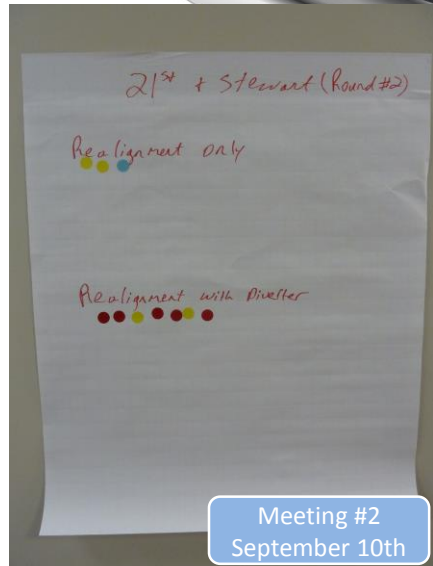 21st + Stewart (Round #2)
Realignment only
Realignment with Diverter
Meeting #2
September 10th